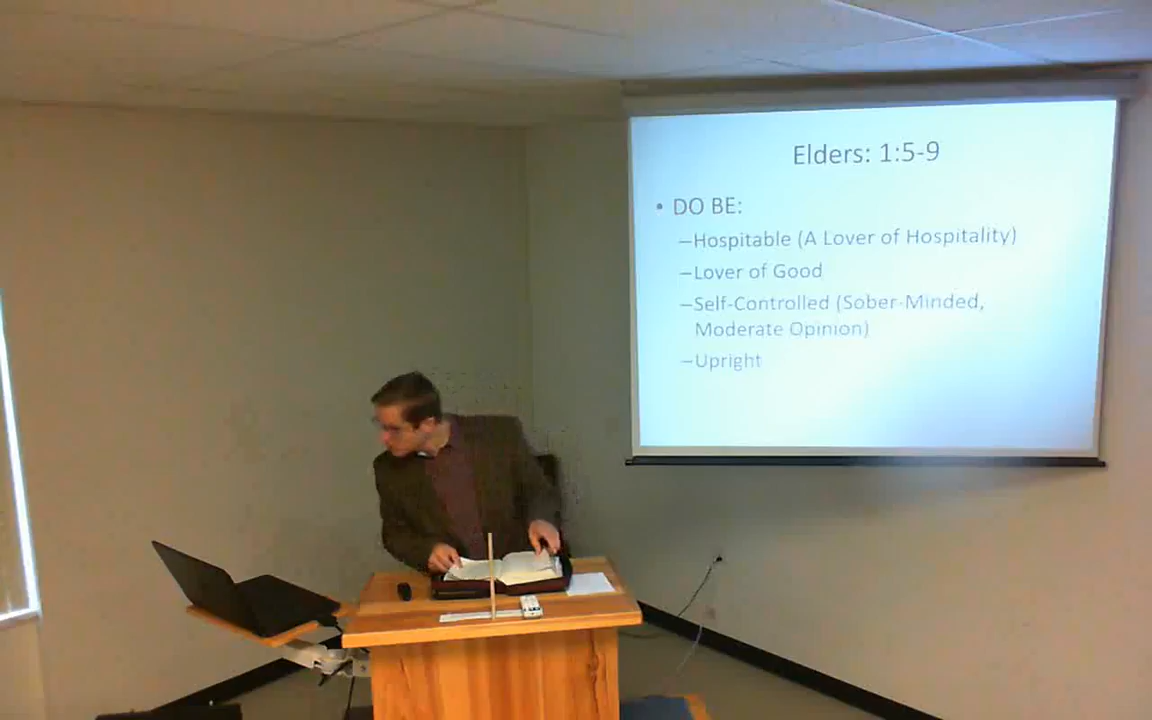 Elders: 1:5-9
• DO BE:
–Hospitable (A Lover of Hospitality)
–Lover of Good
–Self-Controlled (Sober-Minded,
Moderate Opinion)
–Upright